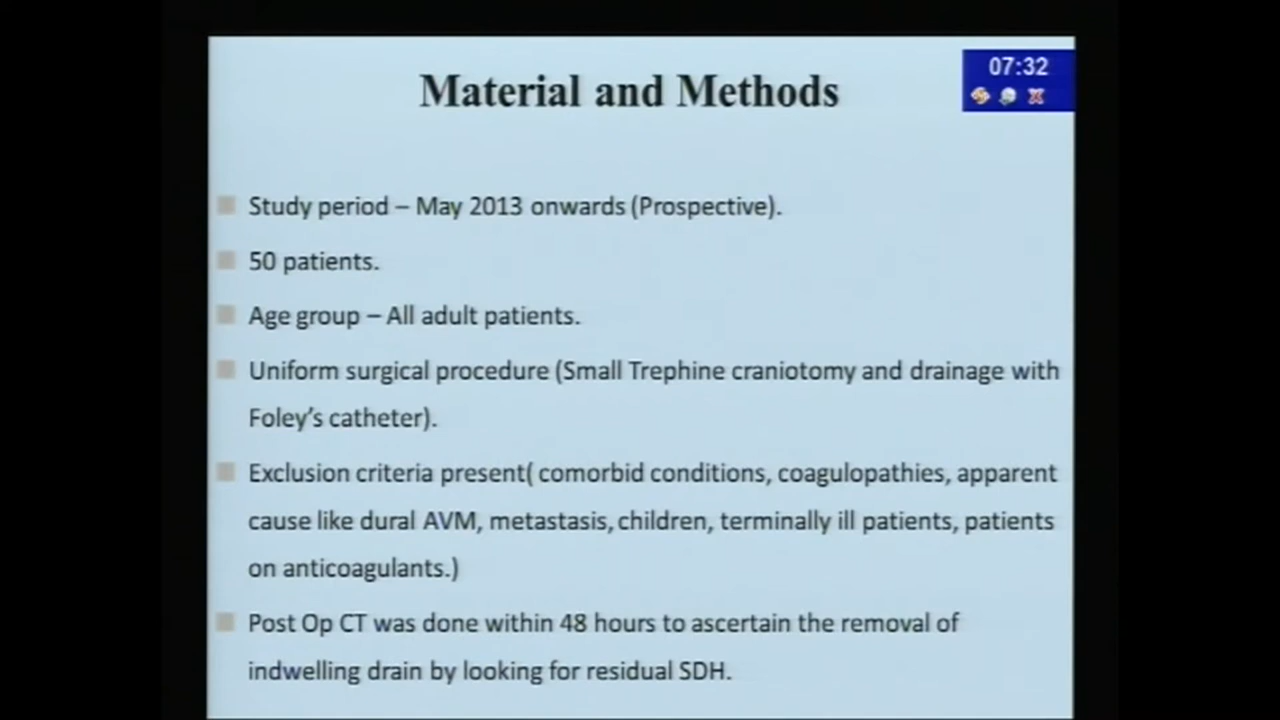 Material and Methods
07:32
Study period – May 2013 onwards (Prospective).
50 patients.
Age group – All adult patients.
Uniform surgical procedure (Small Trephine craniotomy and drainage with
Foley's catheter).
Exclusion criteria present( comorbid conditions, coagulopathies, apparent
cause like dural AVM, metastasis, children, terminally ill patients, patients
on anticoagulants.)
Post Op CT was done within 48 hours to ascertain the removal of
indwelling drain by looking for residual SDH.